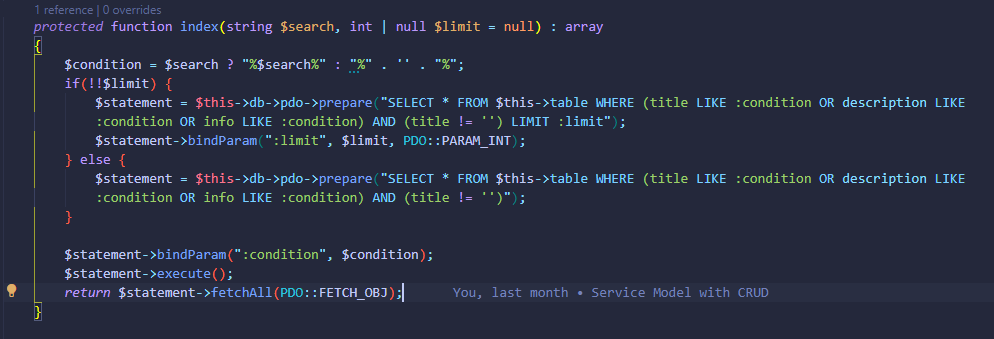 1 reference | 0 overrides
protected function index(string $search, int | null $limit = null) : array
{
$condition = $search ? "%$search%" : "%" . '' . "%";
if(!!$limit) {
$statement = $this->db->pdo->prepare("SELECT * FROM $this->table WHERE (title LIKE :condition OR description LIKE
:condition OR info LIKE :condition) AND (title != '') LIMIT :limit");
$statement->bindParam(":limit", $limit, PDO::PARAM_INT);
} else {
$statement = $this->db->pdo->prepare("SELECT * FROM $this->table WHERE (title LIKE :condition OR description LIKE
:condition OR info LIKE :condition) AND (title != '')");
}
$statement->bindParam(":condition", $condition);
$statement->execute();
return $statement->fetchAll(PDO::FETCH_OBJ); You, last month • Service Model with CRUD
}